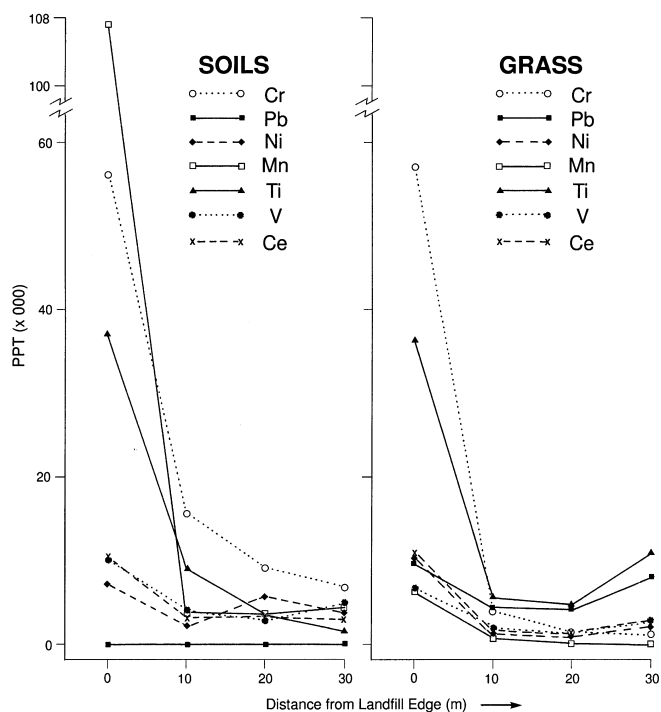 108
100
60
40
20
0
PPT (x 000)
SOILS
Cr
Pb
Ni
Mn
Ti
V
Ce
GRASS
Cr
Pb
Ni
Mn
Ti
V
Ce
0 10 20 30 0 10 20 30
Distance from Landfill Edge (m)